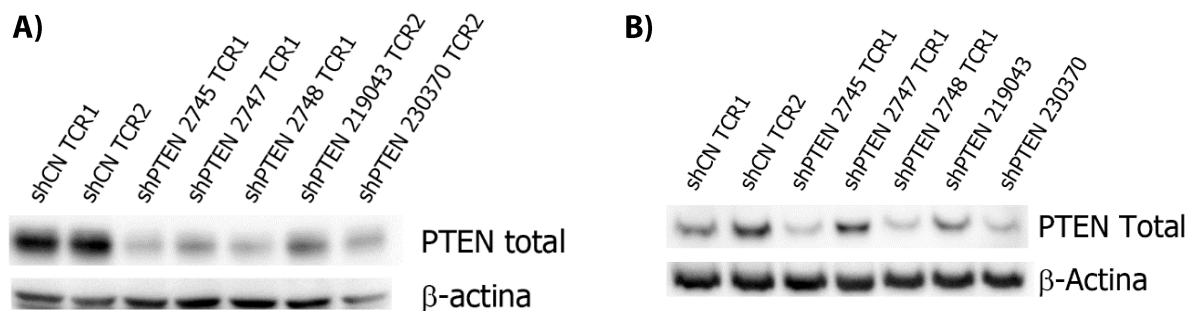 A)
shCN TCR1
shCN TCR2
shPTEN 2745 TCR1
shPTEN 2747 TCR1
shPTEN 2748 TCR1
shPTEN 219043 TCR2
shPTEN 230370 TCR2
PTEN total
β-actina
B)
shCN TCR1
shCN TCR2
shPTEN 2745 TCR1
shPTEN 2747 TCR1
shPTEN 2748 TCR1
shPTEN 219043
shPTEN 230370
PTEN Total
β-Actina